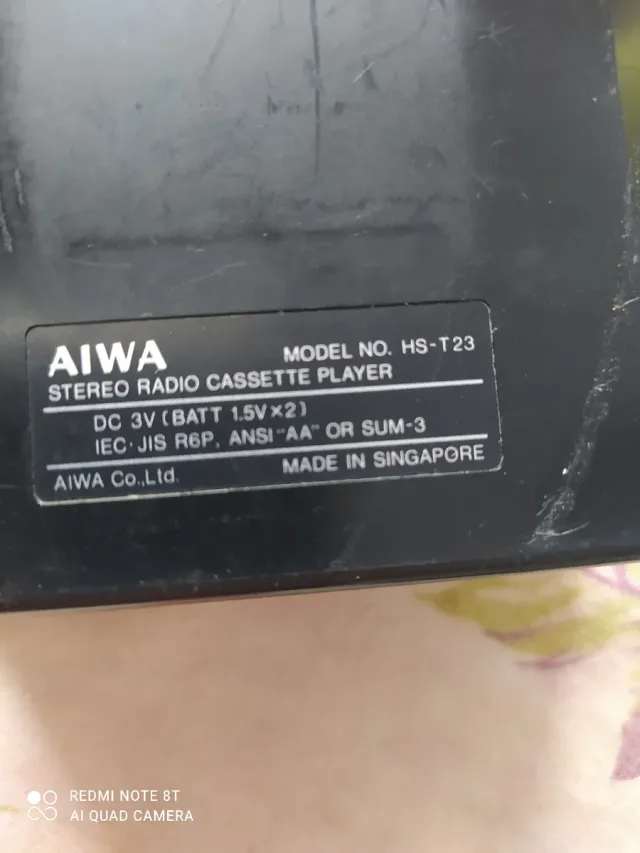 AIWA MODEL NO. HS-T23
STEREO RADIO CASSETTE PLAYER
DC 3V (BATT 1.5V×2)
IEC·JIS R6P, ANSI "AA" OR SUM-3
AIWA Co.,Ltd. MADE IN SINGAPORE
REDMI NOTE 8T
AI QUAD CAMERA